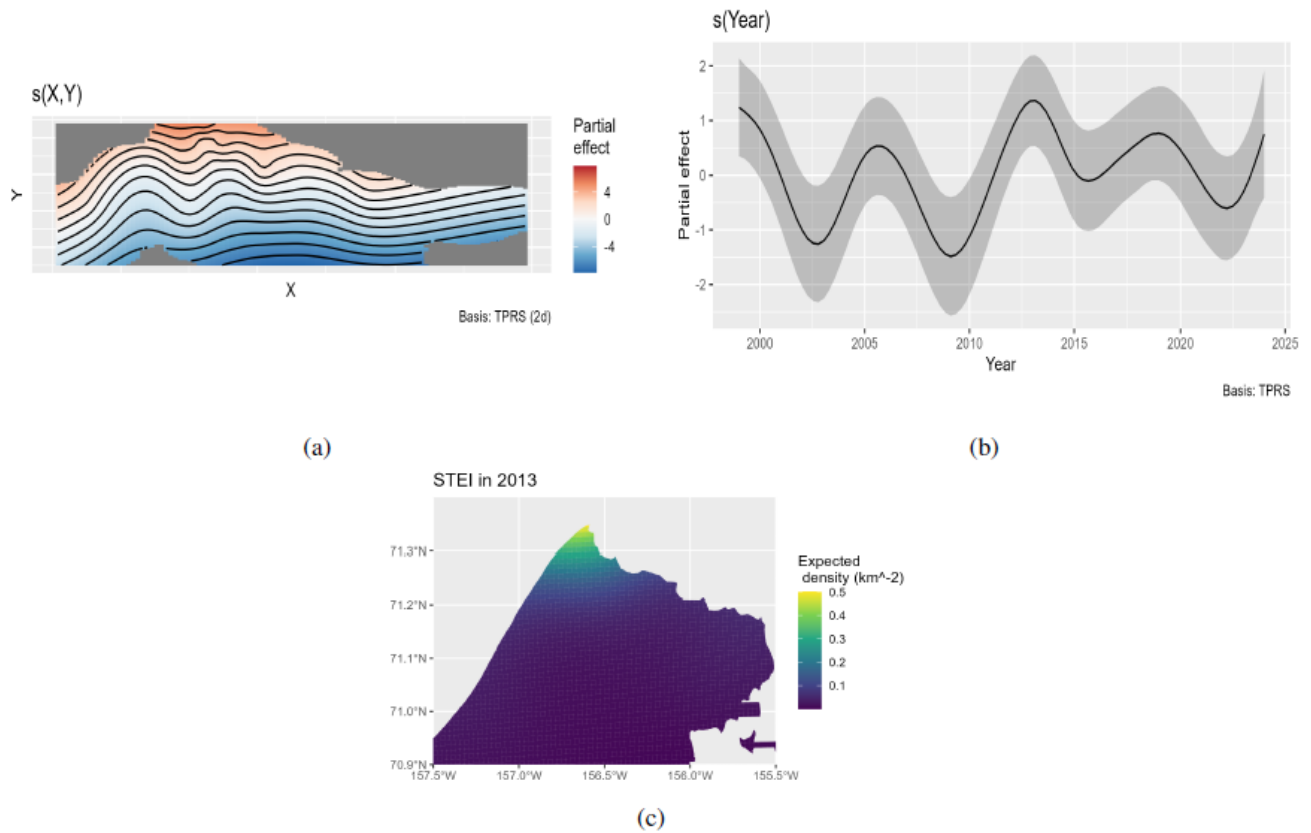 s(X,Y)
Y
X
Partial
effect
4
0
-4
Basis: TPRS (2d)
(a)
s(Year)
Partial effect
2
1
0
-1
-2
2000
2005
2010
2015
2020
2025
Year
Basis: TPRS
(b)
STEI in 2013
71.3°N
71.2°N
71.1°N
71.0°N
70.9°N
157.5°W
157.0°W
156.5°W
156.0°W
155.5°W
Expected
density (km^-2)
0.5
0.4
0.3
0.2
0.1
(c)